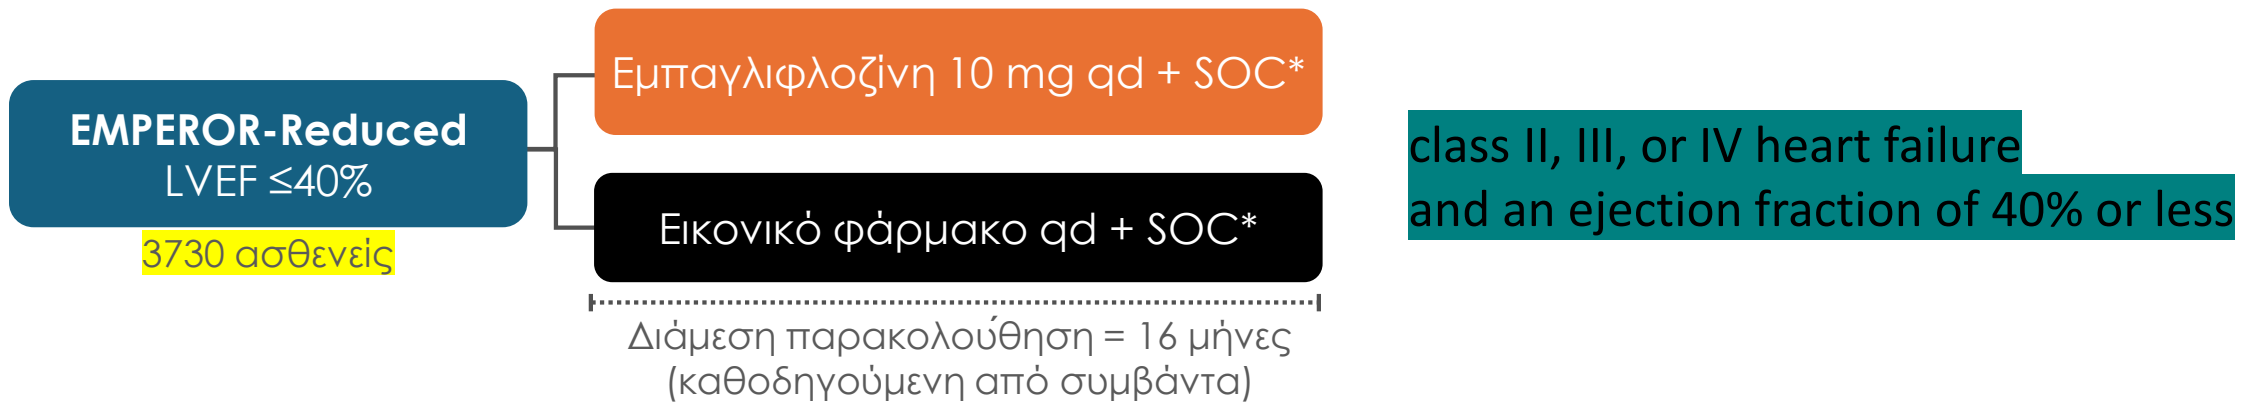 EMPEROR-Reduced
LVEF ≤40%
3730 ασθενείς
Εμπαγλιφλοζίνη 10 mg qd + SOC*
Εικονικό φάρμακο qd + SOC*
Διάμεση παρακολούθηση = 16 μήνες
(καθοδηγούμενη από συμβάντα)
class II, III, or IV heart failure
and an ejection fraction of 40% or less